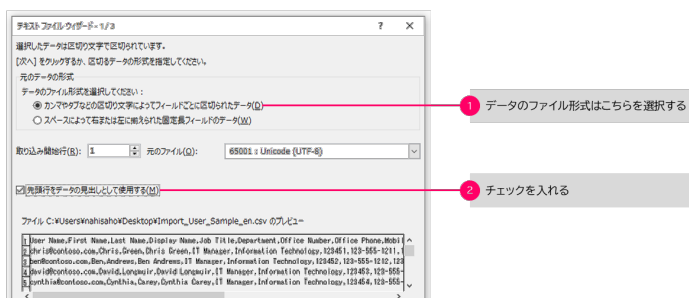 テキスト ファイル ウィザード - 1 / 3 ? ×
選択したデータは区切り文字で区切られています。
[次へ] をクリックするか、区切るデータの形式を指定してください。
元のデータの形式
データのファイル形式を選択してください：
カンマやタブなどの区切り文字によってフィールドごとに区切られたデータ(D)
1 データのファイル形式はこちらを選択する
スペースによって右または左に揃えられた固定長フィールドのデータ(W)
取り込み開始行(R): 1 元のファイル(O): 65001 : Unicode (UTF-8)
先頭行をデータの見出しとして使用する(M)
2 チェックを入れる
ファイル C:¥Users¥nahisaho¥Desktop¥Import_User_Sample_en.csv のプレビュー
1 User Name,First Name,Last Name,Display Name,Job Title,Department,Office Number,Office Phone,Mobil
2 chris@contoso.com,Chris,Green,Chris Green,IT Manager,Information Technology,123451,123-555-1211,1
3 ben@contoso.com,Ben,Andrews,Ben Andrews,IT Manager,Information Technology,123452,123-555-1212,123
4 david@contoso.com,David,Longmuir,David Longmuir,IT Manager,Information Technology,123453,123-555-
5 cynthia@contoso.com,Cynthia,Carey,Cynthia Carey,IT Manager,Information Technology,123454,123-555-